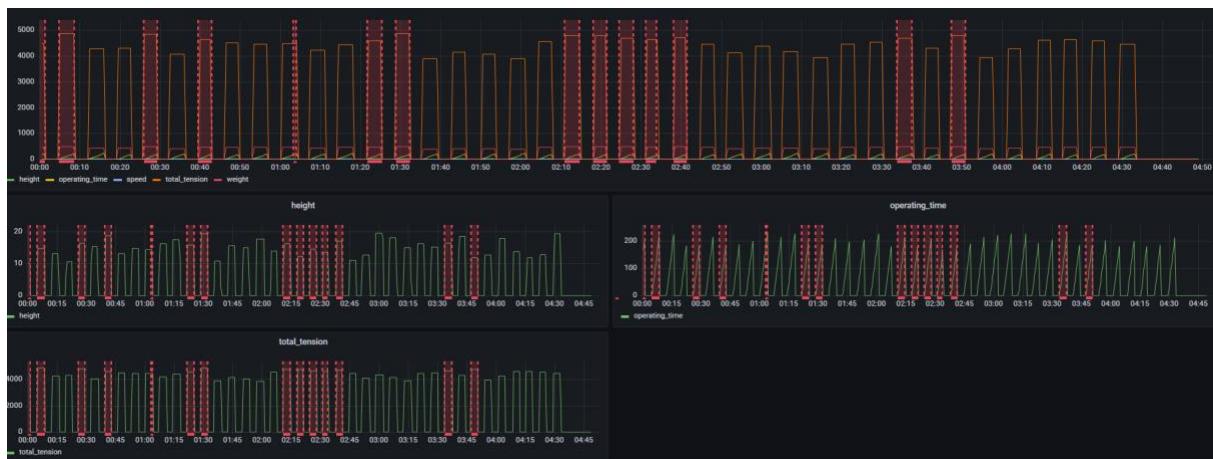 5000
4000
3000
2000
1000
0
00:00 00:10 00:20 00:30 00:40 00:50 01:00 01:10 01:20 01:30 01:40 01:50 02:00 02:10 02:20 02:30 02:40 02:50 03:00 03:10 03:20 03:30 03:40 03:50 04:00 04:10 04:20 04:30 04:40 04:50
height operating_time speed total_tension weight
height
20
10
0
00:00 00:15 00:30 00:45 01:00 01:15 01:30 01:45 02:00 02:15 02:30 02:45 03:00 03:15 03:30 03:45 04:00 04:15 04:30 04:45
height
operating_time
200
100
0
00:00 00:15 00:30 00:45 01:00 01:15 01:30 01:45 02:00 02:15 02:30 02:45 03:00 03:15 03:30 03:45 04:00 04:15 04:30 04:45
operating_time
total_tension
4000
2000
0
00:00 00:15 00:30 00:45 01:00 01:15 01:30 01:45 02:00 02:15 02:30 02:45 03:00 03:15 03:30 03:45 04:00 04:15 04:30 04:45
total_tension